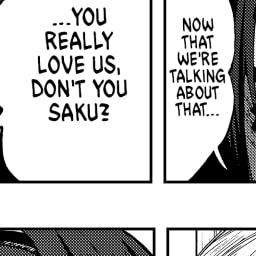 NOW
THAT
WE'RE
TALKING
ABOUT
THAT...
...YOU
REALLY
LOVE US,
DON'T YOU
SAKU?